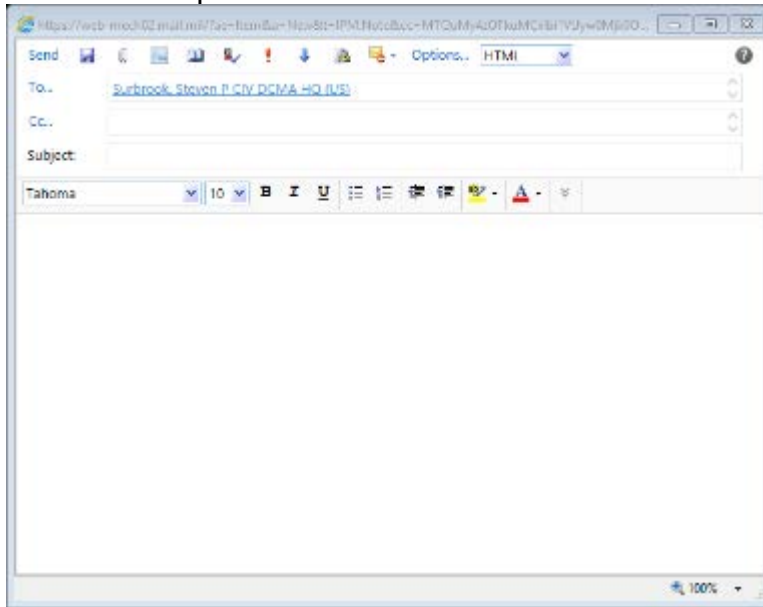 Send Options... HTML
To...
Surbrook, Steven P CIV DCMA HQ (US)
Cc...
Subject:
Tahoma 10 B I U A
100%